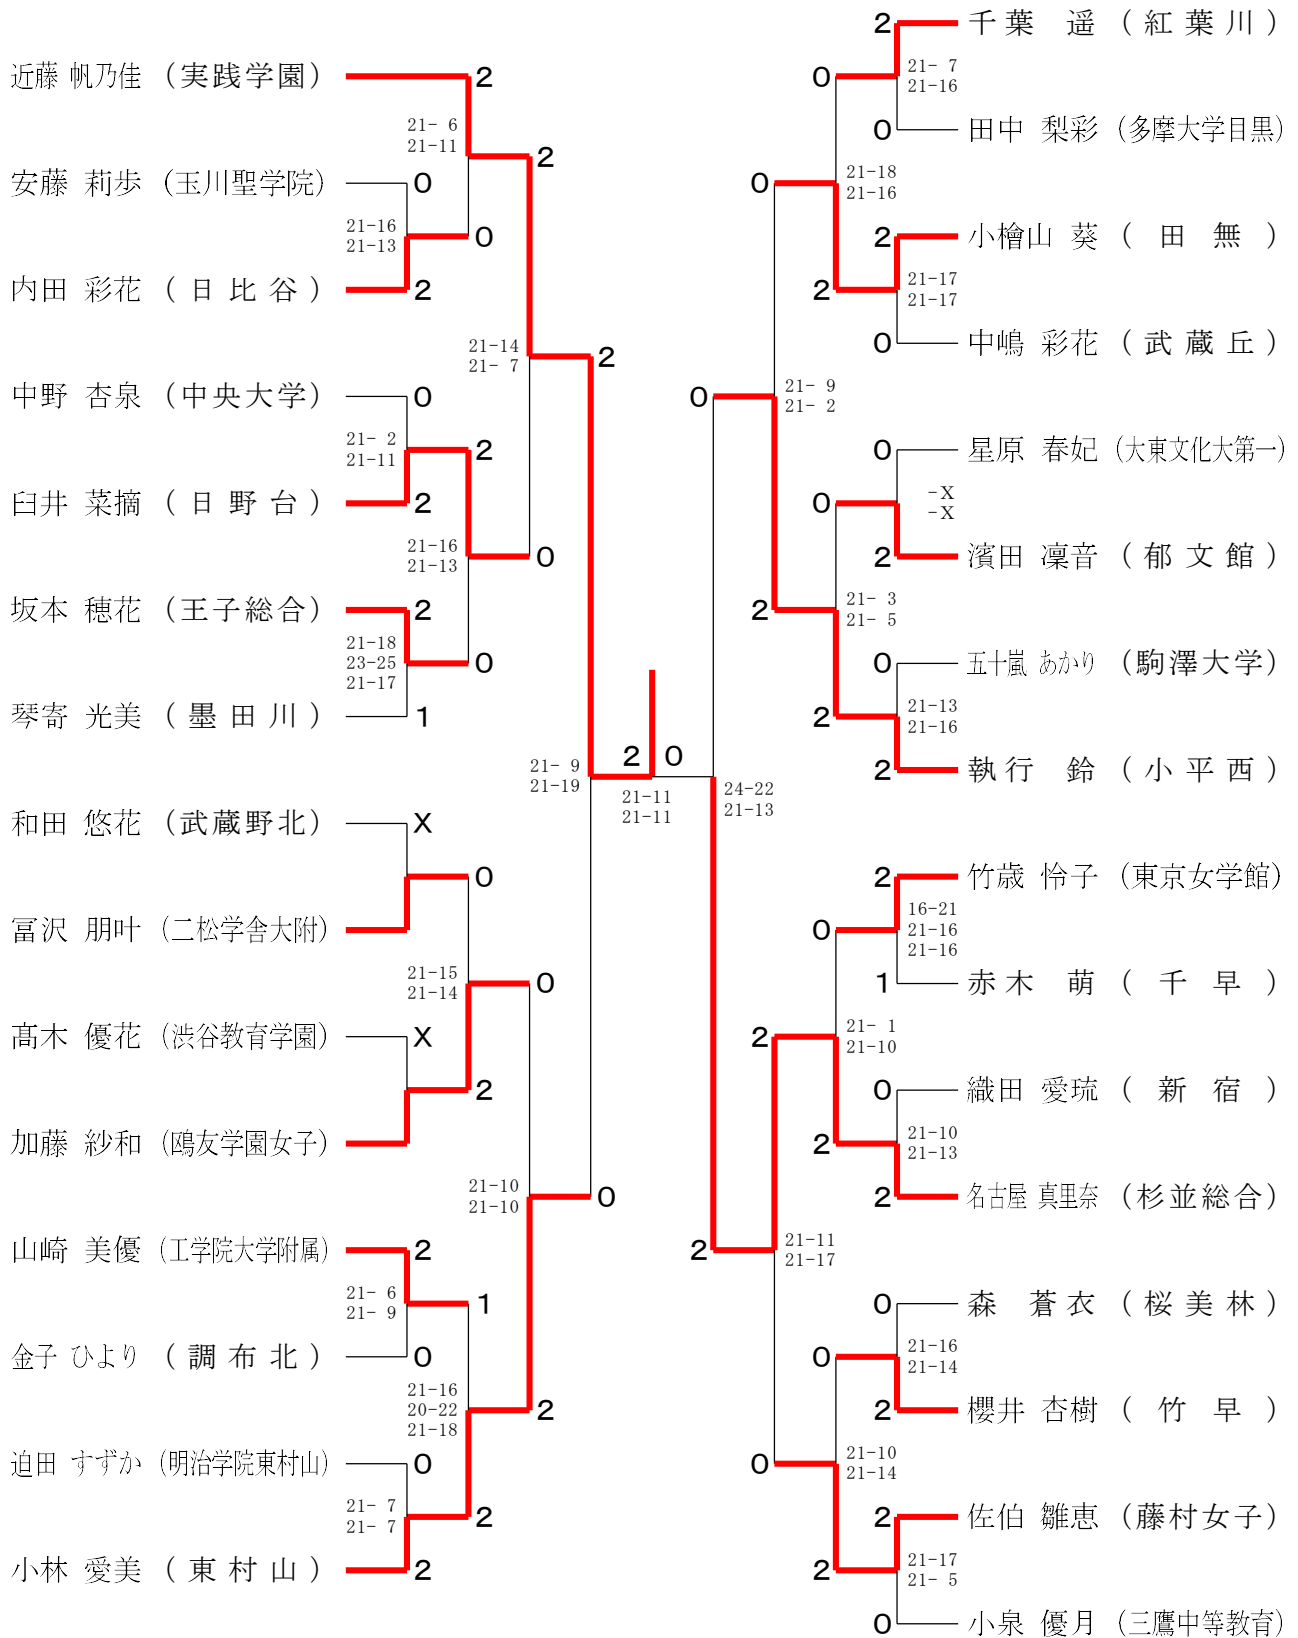 近藤 帆乃佳 （実践学園） 2
21- 6
21-11
2
安藤 莉歩 （玉川聖学院） 0
21-16
21-13
0
内田 彩花 （日比谷） 2
21-14
21- 7
2
中野 杏泉 （中央大学） 0
21- 2
21-11
2
臼井 菜摘 （日野台） 2
21-16
21-13
0
坂本 穂花 （王子総合） 2
21-18
23-25
21-17
0
琴寄 光美 （墨田川） 1
21- 9
21-19
和田 悠花 （武蔵野北） X
0
冨沢 朋叶 （二松学舎大附）
21-15
21-14
0
髙木 優花 （渋谷教育学園） X
2
加藤 紗和 （鴎友学園女子）
21-10
21-10
0
山崎 美優 （工学院大学附属） 2
21- 6
21- 9
1
金子 ひより （調布北） 0
21-16
20-22
21-18
2
迫田 すずか （明治学院東村山） 0
21- 7
21- 7
2
小林 愛美 （東村山） 2
2 0
21-11
21-11
2 千葉 遥 （紅葉川）
0
21- 7
21-16
0 田中 梨彩 （多摩大学目黒）
0
21-18
21-16
2 小檜山 葵 （田無）
2
21-17
21-17
0 中嶋 彩花 （武蔵丘）
0
21- 9
21- 2
0 星原 春妃 （大東文化大第一）
0
-X
-X
2 濱田 凜音 （郁文館）
2
21- 3
21- 5
0 五十嵐 あかり （駒澤大学）
2
21-13
21-16
2 執行 鈴 （小平西）
24-22
21-13
2 竹歳 怜子 （東京女学館）
0
16-21
21-16
21-16
1 赤木 萌 （千早）
2
21- 1
21-10
0 織田 愛琉 （新宿）
2
21-10
21-13
2 名古屋 真里奈 （杉並総合）
2
21-11
21-17
0 森 蒼衣 （桜美林）
0
21-16
21-14
2 櫻井 杏樹 （竹早）
0
21-10
21-14
2 佐伯 雛恵 （藤村女子）
2
21-17
21- 5
0 小泉 優月 （三鷹中等教育）